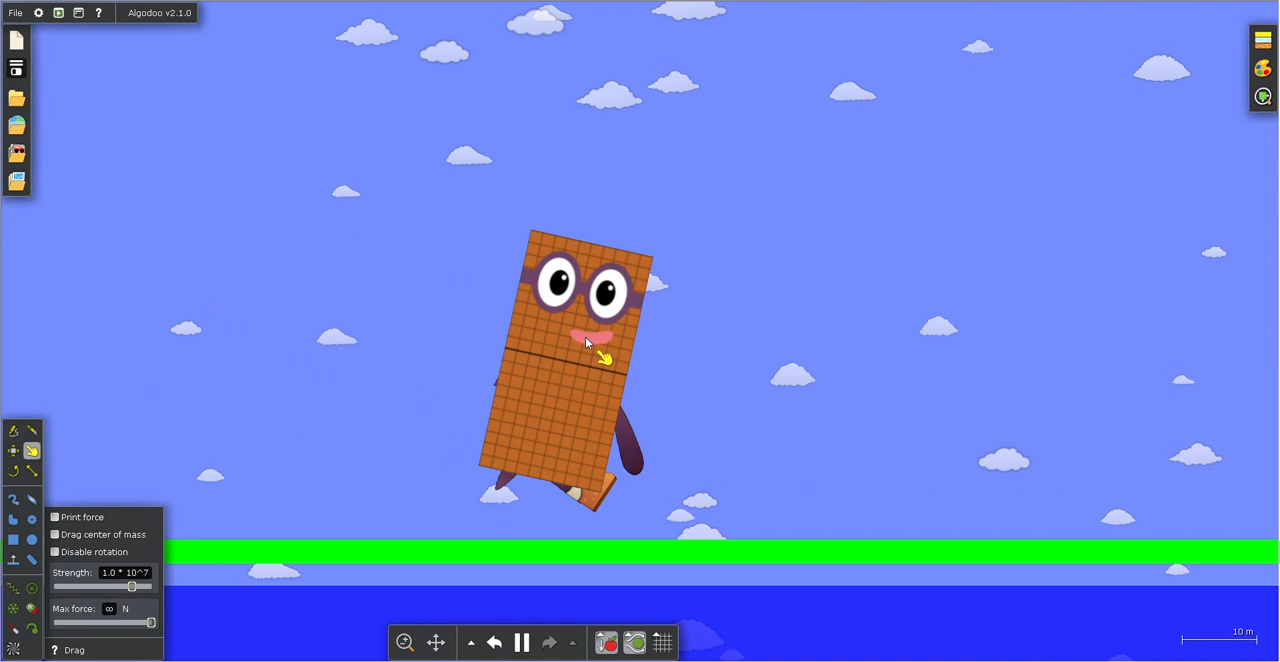 File ? Algodoo v2.1.0
Print force
Drag center of mass
Disable rotation
Strength: 1.0 * 10^7
Max force: ∞ N
? Drag
10 m